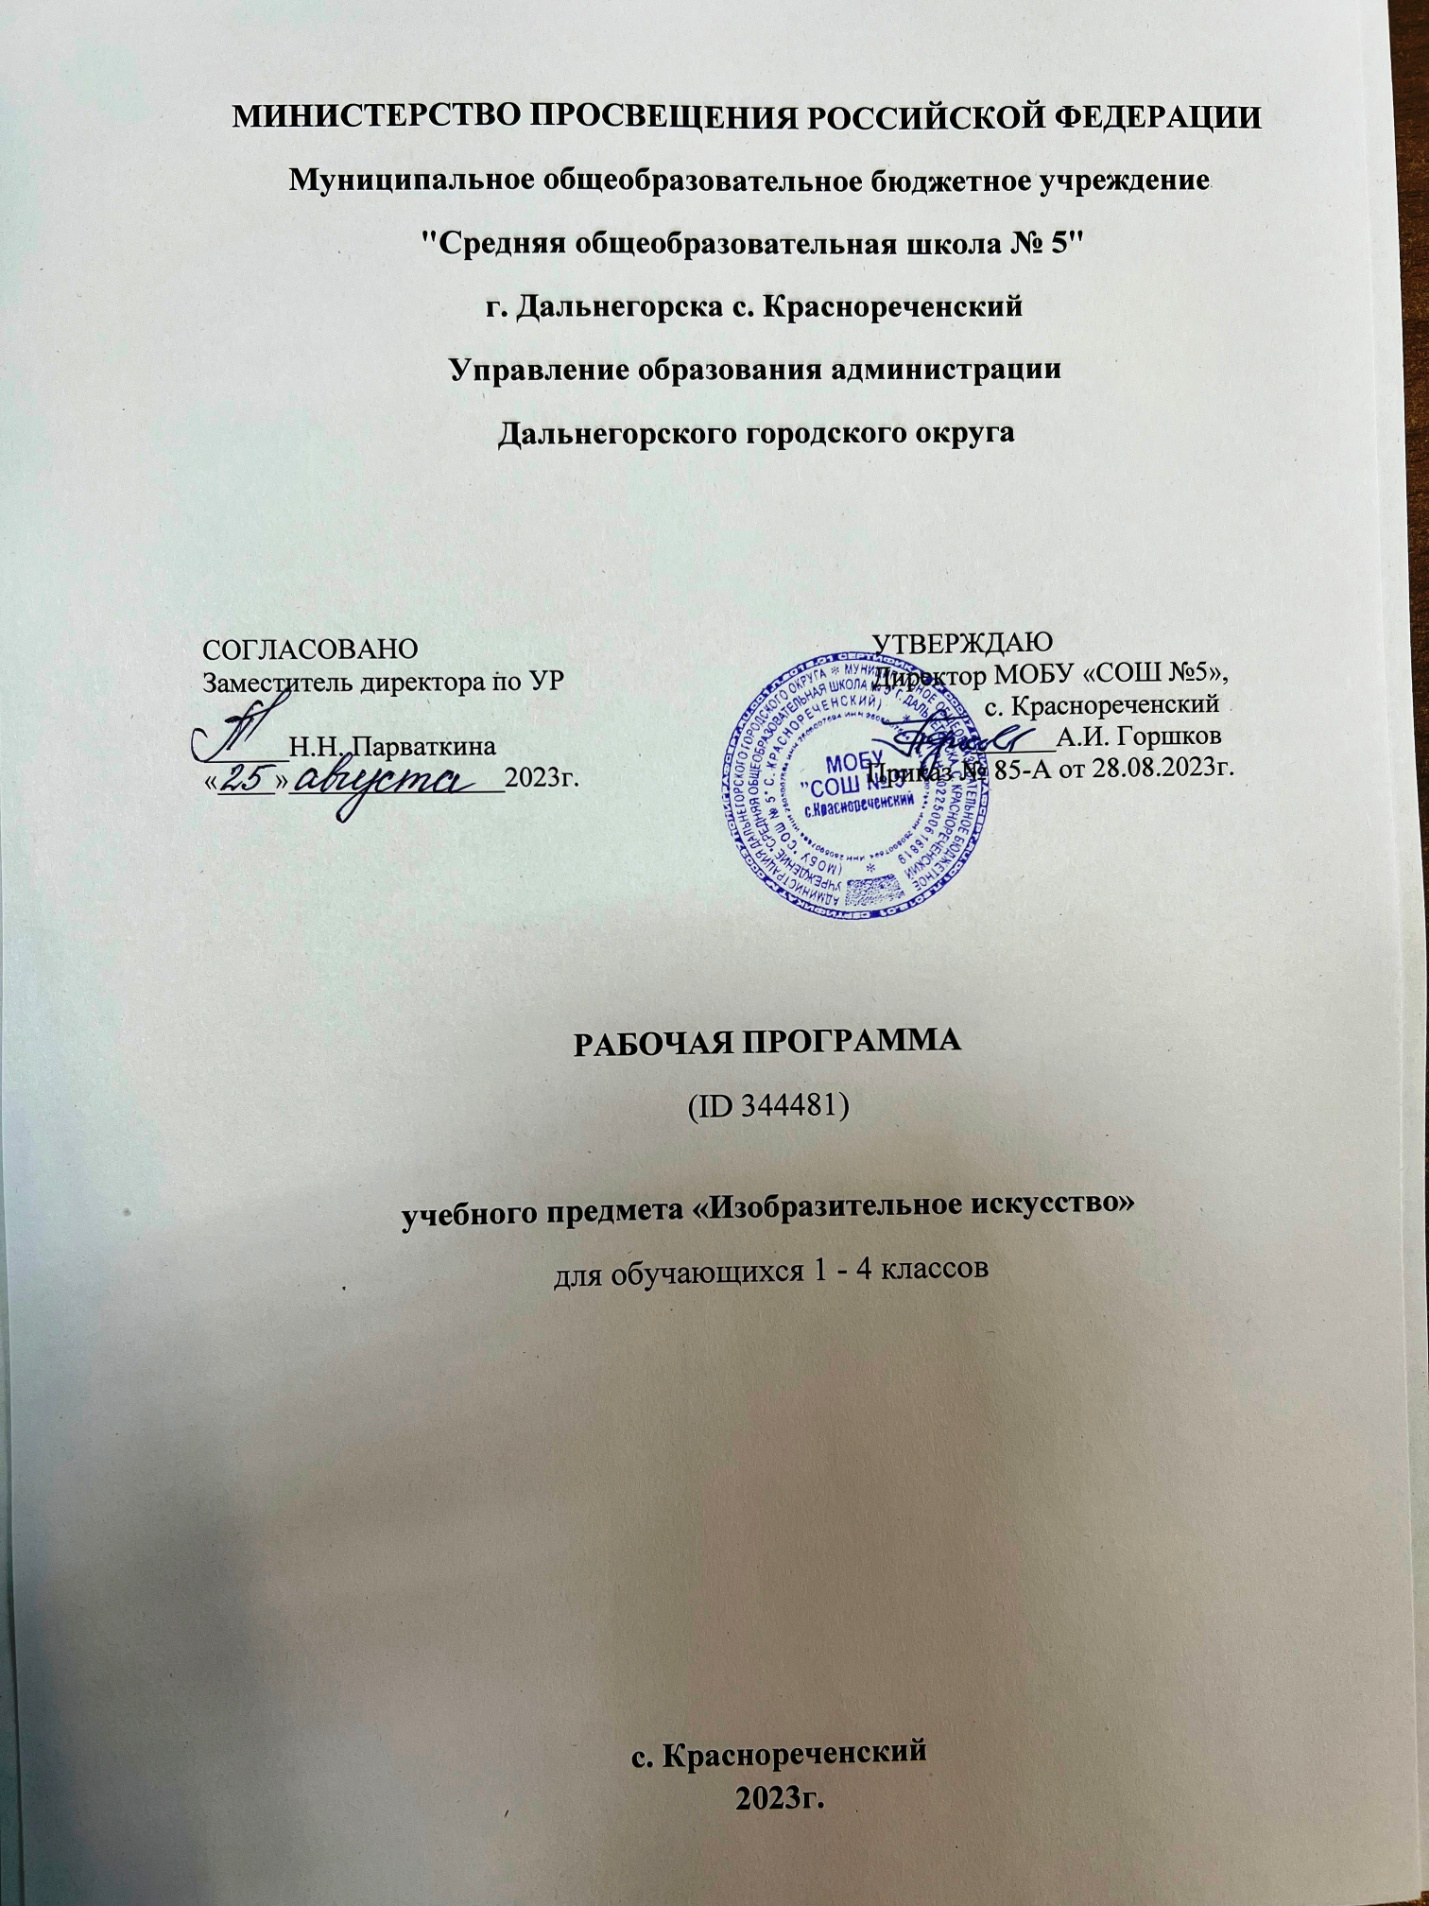 МИНИСТЕРСТВО ПРОСВЕЩЕНИЯ РОССИЙСКОЙ ФЕДЕРАЦИИ
Муниципальное общеобразовательное бюджетное учреждение
"Средняя общеобразовательная школа № 5"
г. Дальнегорска с. Краснореченский
Управление образования администрации
Дальнегорского городского округа
СОГЛАСОВАНО
Заместитель директора по УР
Н.Н. Парваткина
«25» августа 2023г.
УТВЕРЖДАЮ
Директор МОБУ «СОШ №5»,
с. Краснореченский
А.И. Горшков
Приказ № 85-А от 28.08.2023г.
МОБУ
"СОШ №5"
с.Краснореченский
РАБОЧАЯ ПРОГРАММА
(ID 344481)
учебного предмета «Изобразительное искусство»
для обучающихся 1 - 4 классов
с. Краснореченский
2023г.